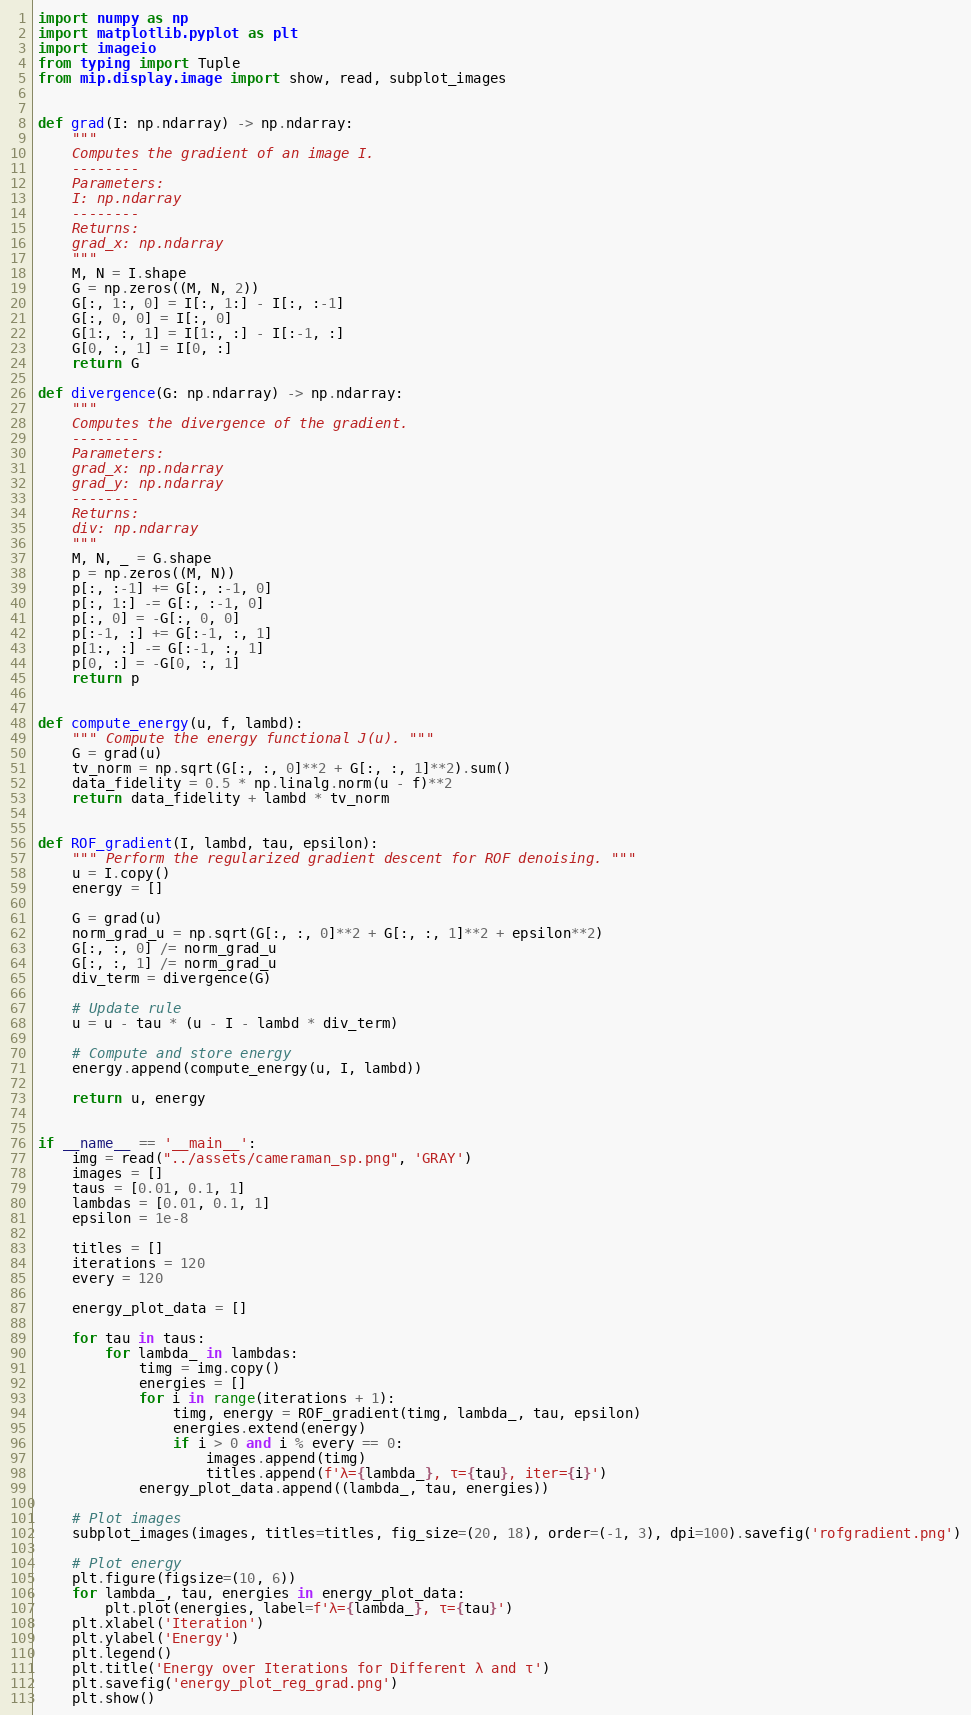 1 import numpy as np
2 import matplotlib.pyplot as plt
3 import imageio
4 from typing import Tuple
5 from mip.display.image import show, read, subplot_images
6
7
8 def grad(I: np.ndarray) -> np.ndarray:
9     """
10     Computes the gradient of an image I.
11     --------
12     Parameters:
13     I: np.ndarray
14     --------
15     Returns:
16     grad_x: np.ndarray
17     """
18     M, N = I.shape
19     G = np.zeros((M, N, 2))
20     G[:, 1:, 0] = I[:, 1:] - I[:, :-1]
21     G[:, 0, 0] = I[:, 0]
22     G[1:, :, 1] = I[1:, :] - I[:-1, :]
23     G[0, :, 1] = I[0, :]
24     return G
25
26 def divergence(G: np.ndarray) -> np.ndarray:
27     """
28     Computes the divergence of the gradient.
29     --------
30     Parameters:
31     grad_x: np.ndarray
32     grad_y: np.ndarray
33     --------
34     Returns:
35     div: np.ndarray
36     """
37     M, N, _ = G.shape
38     p = np.zeros((M, N))
39     p[:, :-1] += G[:, :-1, 0]
40     p[:, 1:] -= G[:, :-1, 0]
41     p[:, 0] = -G[:, 0, 0]
42     p[:-1, :] += G[:-1, :, 1]
43     p[1:, :] -= G[:-1, :, 1]
44     p[0, :] = -G[0, :, 1]
45     return p
46
47
48 def compute_energy(u, f, lambd):
49     """ Compute the energy functional J(u). """
50     G = grad(u)
51     tv_norm = np.sqrt(G[:, :, 0]**2 + G[:, :, 1]**2).sum()
52     data_fidelity = 0.5 * np.linalg.norm(u - f)**2
53     return data_fidelity + lambd * tv_norm
54
55
56 def ROF_gradient(I, lambd, tau, epsilon):
57     """ Perform the regularized gradient descent for ROF denoising. """
58     u = I.copy()
59     energy = []
60
61     G = grad(u)
62     norm_grad_u = np.sqrt(G[:, :, 0]**2 + G[:, :, 1]**2 + epsilon**2)
63     G[:, :, 0] /= norm_grad_u
64     G[:, :, 1] /= norm_grad_u
65     div_term = divergence(G)
66
67     # Update rule
68     u = u - tau * (u - I - lambd * div_term)
69
70     # Compute and store energy
71     energy.append(compute_energy(u, I, lambd))
72
73     return u, energy
74
75
76 if __name__ == '__main__':
77     img = read("../assets/cameraman_sp.png", 'GRAY')
78     images = []
79     taus = [0.01, 0.1, 1]
80     lambdas = [0.01, 0.1, 1]
81     epsilon = 1e-8
82
83     titles = []
84     iterations = 120
85     every = 120
86
87     energy_plot_data = []
88
89     for tau in taus:
90         for lambda_ in lambdas:
91             timg = img.copy()
92             energies = []
93             for i in range(iterations + 1):
94                 timg, energy = ROF_gradient(timg, lambda_, tau, epsilon)
95                 energies.extend(energy)
96                 if i > 0 and i % every == 0:
97                     images.append(timg)
98                     titles.append(f'λ={lambda_}, τ={tau}, iter={i}')
99             energy_plot_data.append((lambda_, tau, energies))
100
101     # Plot images
102     subplot_images(images, titles=titles, fig_size=(20, 18), order=(-1, 3), dpi=100).savefig('rofgradient.png')
103
104     # Plot energy
105     plt.figure(figsize=(10, 6))
106     for lambda_, tau, energies in energy_plot_data:
107         plt.plot(energies, label=f'λ={lambda_}, τ={tau}')
108     plt.xlabel('Iteration')
109     plt.ylabel('Energy')
110     plt.legend()
111     plt.title('Energy over Iterations for Different λ and τ')
112     plt.savefig('energy_plot_reg_grad.png')
113     plt.show()